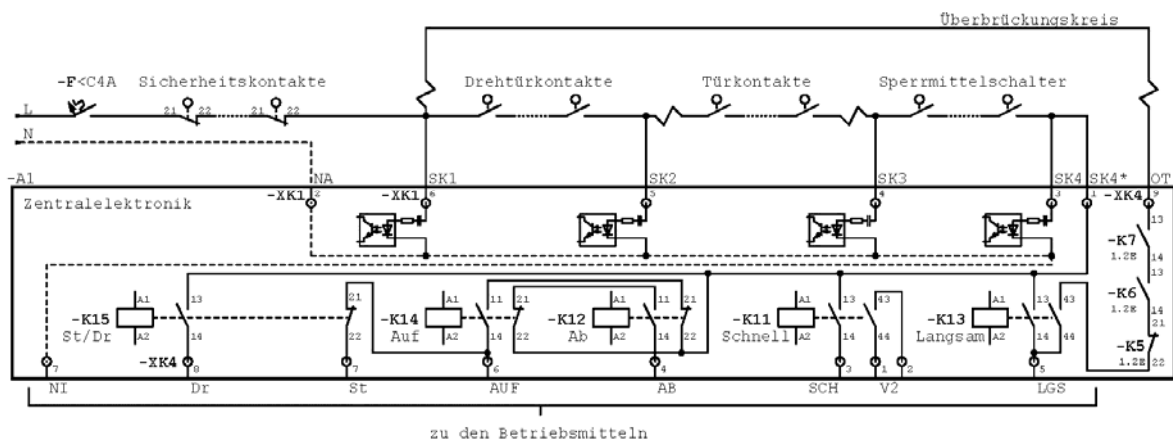 Überbrückungskreis
-F<C4A Sicherheitskontakte Drehtürkontakte Türkontakte Sperrmittelschalter
L 21 22 21 22
N
-A1 NA SK1 SK2 SK3 SK4 SK4* OT
-XK1 2 -XK1 6 5 4 3 1 -XK4 9
Zentralelektronik
13
-K7
1.2E 14
13
-K6
1.2E 14
21
-K5
1.2E 22
A1 13 21 A1 11 21 A1 11 21 A1 13 43 A1 13 43
-K15 -K14 -K12 -K11 -K13
St/Dr Auf Ab Schnell Langsam
A2 14 22 A2 14 22 A2 14 22 A2 14 44 A2 14 44
-XK4
7 8 7 6 4 3 1 2 5
NI Dr St AUF AB SCH V2 LGS
zu den Betriebsmitteln